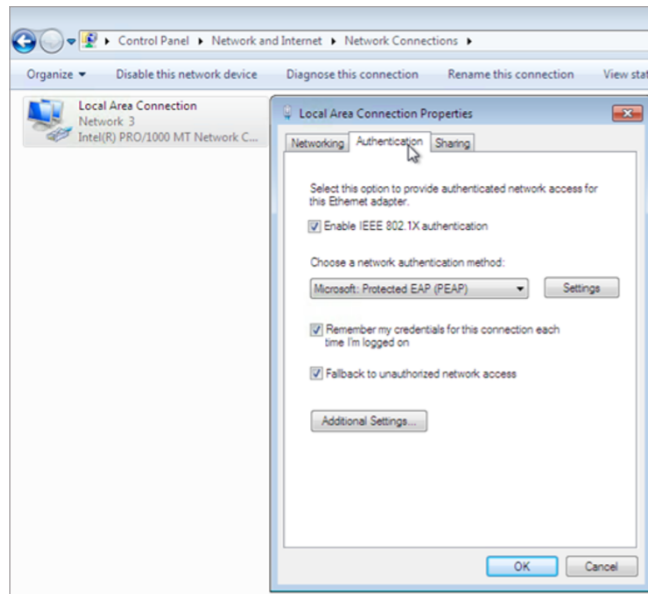 Control Panel Network and Internet Network Connections
Organize Disable this network device Diagnose this connection Rename this connection View stat
Local Area Connection
Network 3
Intel(R) PRO/1000 MT Network C...
Local Area Connection Properties
Networking Authentication Sharing
Select this option to provide authenticated network access for
this Ethernet adapter.
Enable IEEE 802.1X authentication
Choose a network authentication method:
Microsoft: Protected EAP (PEAP) Settings
Remember my credentials for this connection each
time I'm logged on
Fallback to unauthorized network access
Additional Settings...
OK Cancel